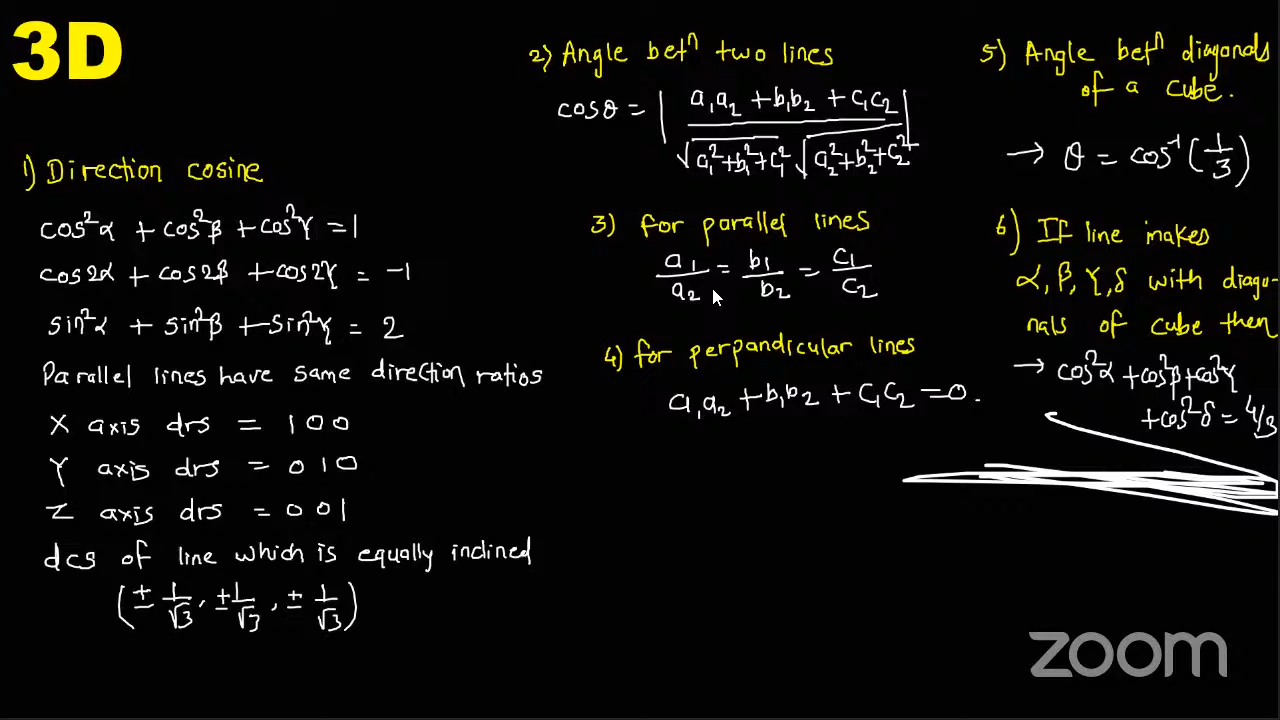 3D
1) Direction cosine
cos²α + cos²β + cos²γ = 1
cos2α + cos2β + cos2γ = -1
sin²α + sin²β + sin²γ = 2
Parallel lines have same direction ratios
X axis drs = 1 0 0
Y axis drs = 0 1 0
Z axis drs = 0 0 1
dcs of line which is equally inclined
(± 1/√3, ± 1/√3, ± 1/√3)
2) Angle betⁿ two lines
cosθ = | (a₁a₂ + b₁b₂ + c₁c₂) / (√(a₁²+b₁²+c₁²) √(a₂²+b₂²+c₂²)) |
3) for parallel lines
a₁/a₂ = b₁/b₂ = c₁/c₂
4) for perpandicular lines
a₁a₂ + b₁b₂ + c₁c₂ = 0.
5) Angle betⁿ diagonals
of a cube.
→ θ = cos⁻¹(1/3)
6) If line makes
α, β, γ, δ with diago-
nals of cube then
→ cos²α + cos²β + cos²γ
+ cos²δ = 4/3
zoom